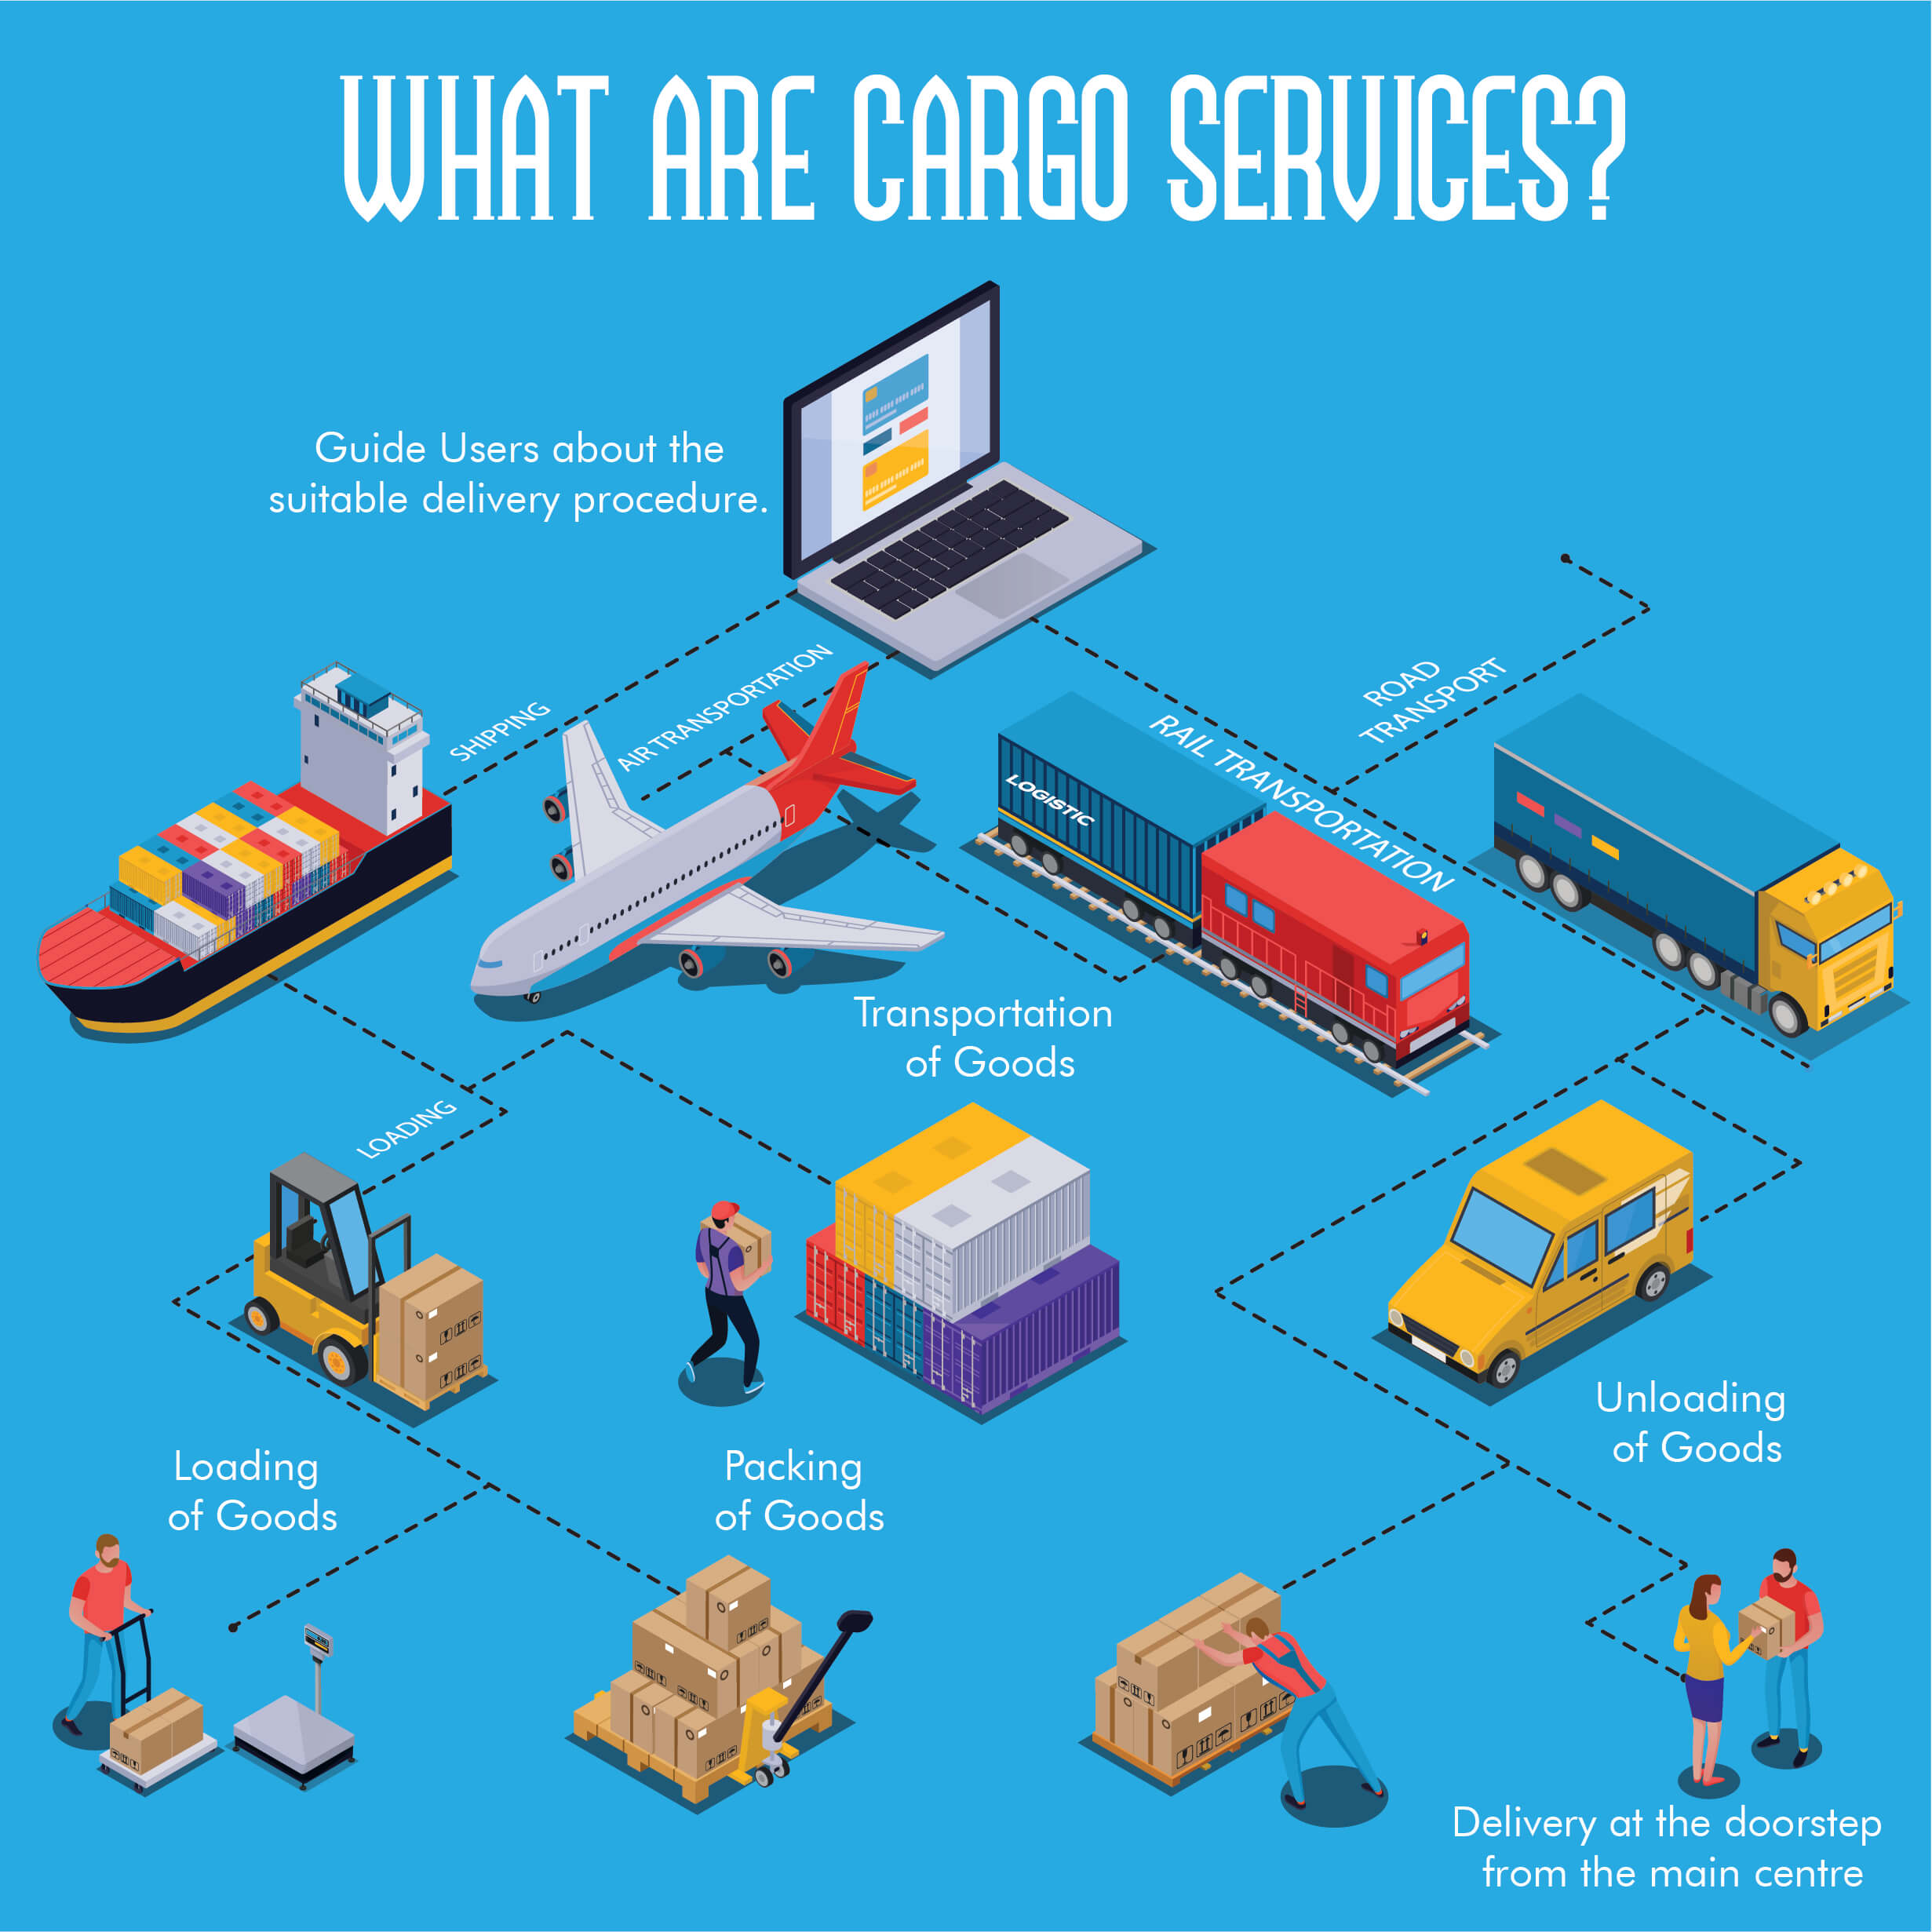 WHAT ARE CARGO SERVICES?
Guide Users about the
suitable delivery procedure.
SHIPPING
AIR TRANSPORTATION
RAIL TRANSPORTATION
ROAD
TRANSPORT
LOGISTIC
Transportation
of Goods
LOADING
Loading
of Goods
Packing
of Goods
Unloading
of Goods
Delivery at the doorstep
from the main centre